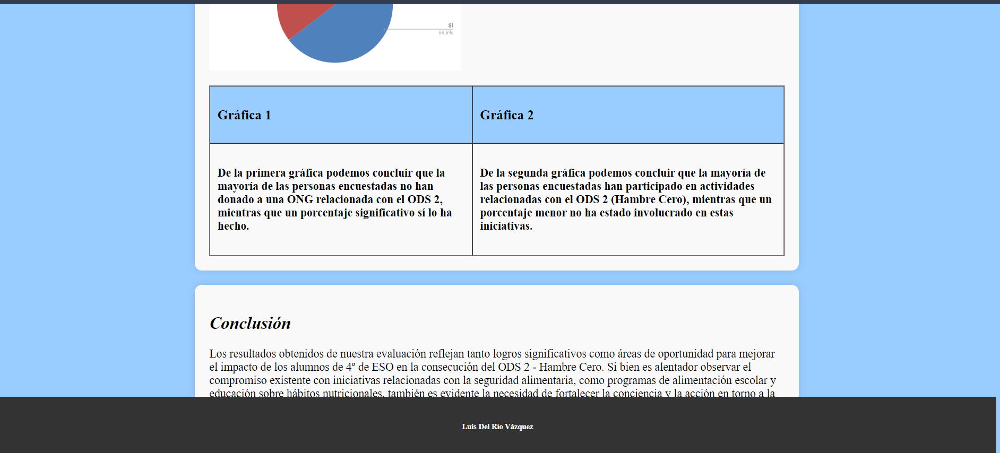 Sí
64,6%
Gráfica 1
Gráfica 2
De la primera gráfica podemos concluir que la
mayoría de las personas encuestadas no han
donado a una ONG relacionada con el ODS 2,
mientras que un porcentaje significativo sí lo ha
hecho.
De la segunda gráfica podemos concluir que la mayoría de
las personas encuestadas han participado en actividades
relacionadas con el ODS 2 (Hambre Cero), mientras que un
porcentaje menor no ha estado involucrado en estas
iniciativas.
Conclusión
Los resultados obtenidos de nuestra evaluación reflejan tanto logros significativos como áreas de oportunidad para mejorar
el impacto de los alumnos de 4º de ESO en la consecución del ODS 2 - Hambre Cero. Si bien es alentador observar el
compromiso existente con iniciativas relacionadas con la seguridad alimentaria, como programas de alimentación escolar y
educación sobre hábitos nutricionales, también es evidente la necesidad de fortalecer la conciencia y la acción en torno a la
Luis Del Río Vázquez